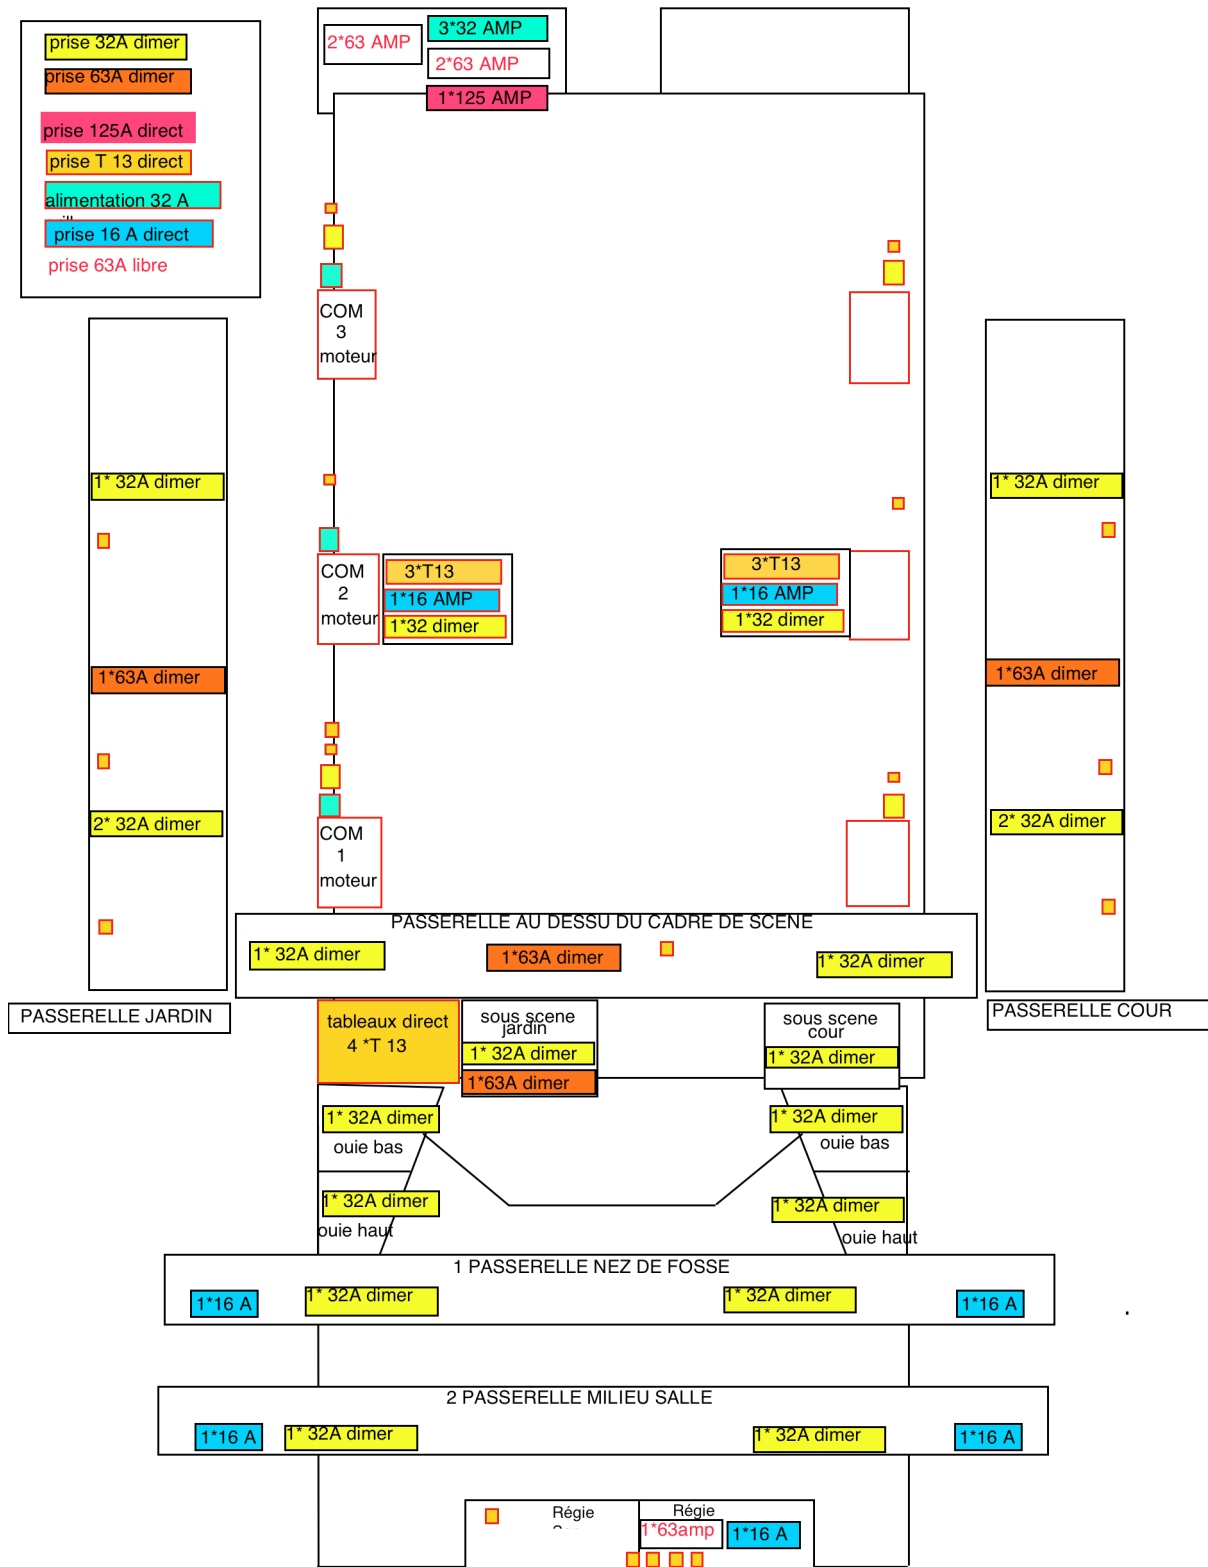 prise 32A dimer
prise 63A dimer
prise 125A direct
prise T 13 direct
alimentation 32 A
prise 16 A direct
prise 63A libre
2*63 AMP
3*32 AMP
2*63 AMP
1*125 AMP
COM
3
moteur
1* 32A dimer
1* 32A dimer
COM
2
moteur
3*T13
1*16 AMP
1*32 dimer
3*T13
1*16 AMP
1*32 dimer
1*63A dimer
1*63A dimer
2* 32A dimer
2* 32A dimer
COM
1
moteur
PASSERELLE AU DESSU DU CADRE DE SCENE
1* 32A dimer
1*63A dimer
1* 32A dimer
PASSERELLE JARDIN
PASSERELLE COUR
tableaux direct
4 *T 13
sous scene
jardin
1* 32A dimer
1*63A dimer
sous scene
cour
1* 32A dimer
1* 32A dimer
ouie bas
1* 32A dimer
ouie bas
1* 32A dimer
ouie haut
1* 32A dimer
ouie haut
1 PASSERELLE NEZ DE FOSSE
1*16 A
1* 32A dimer
1* 32A dimer
1*16 A
.
2 PASSERELLE MILIEU SALLE
1*16 A
1* 32A dimer
1* 32A dimer
1*16 A
Régie
Régie
1*63amp
1*16 A